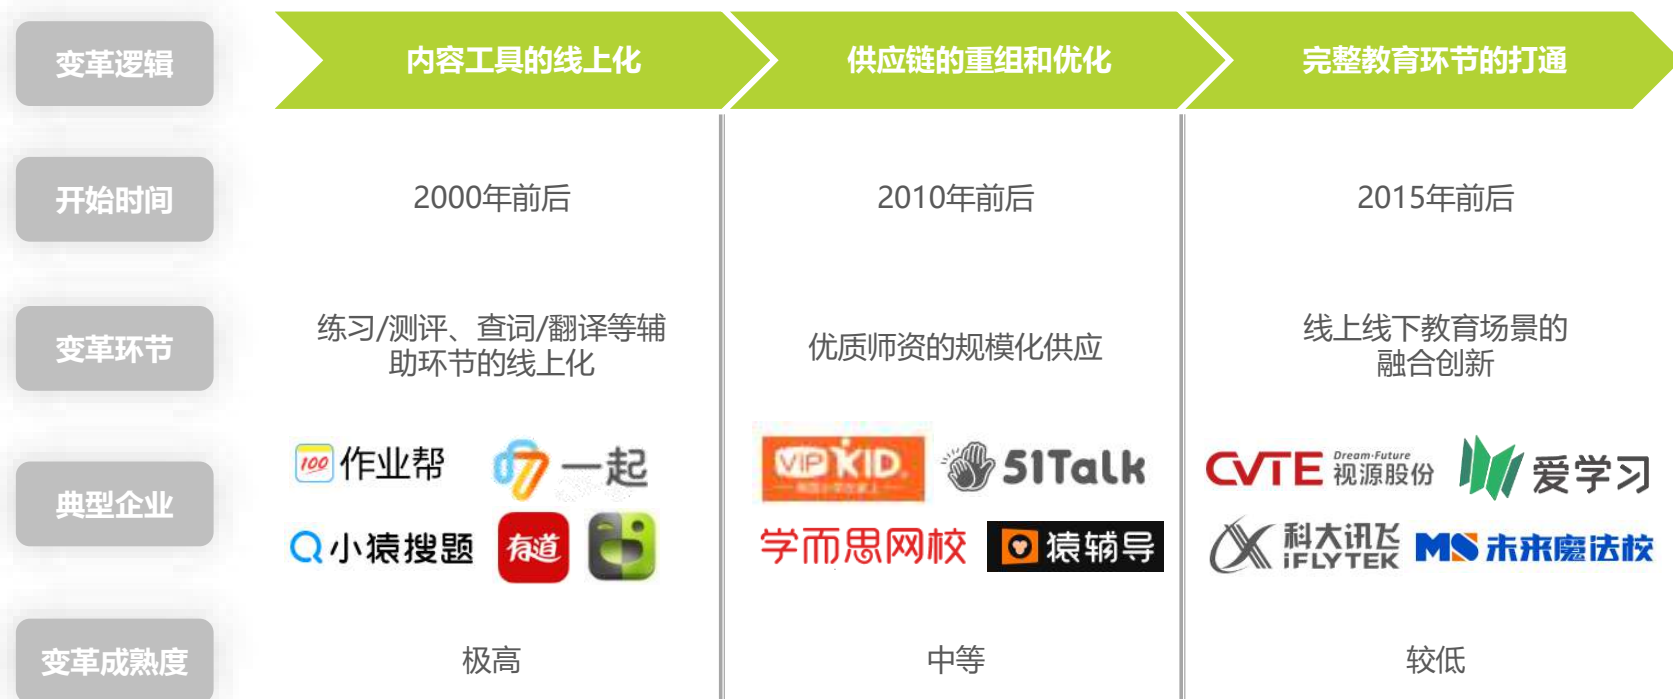 变革逻辑
内容工具的线上化
供应链的重组和优化
完整教育环节的打通
开始时间
2000年前后
2010年前后
2015年前后
变革环节
练习/测评、查词/翻译等辅
助环节的线上化
优质师资的规模化供应
线上线下教育场景的
融合创新
典型企业
100 作业帮
17 一起
小猿搜题
有道
VIPKID
51Talk
学而思网校
猿辅导
CVTE Dream·Future
视源股份
爱学习
科大讯飞
iFLYTEK
MS 未来魔法校
变革成熟度
极高
中等
较低